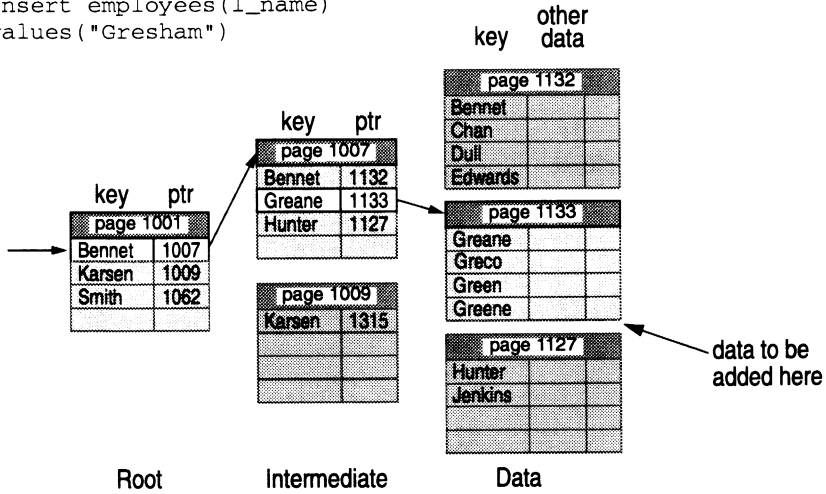 insert employees(l_name)
values("Gresham")
key other data
page 1132
Bennet
Chan
Dull
Edwards
key ptr
page 1007
Bennet 1132
Greane 1133
Hunter 1127
key ptr
page 1001
Bennet 1007
Karsen 1009
Smith 1062
page 1133
Greane
Greco
Green
Greene
page 1009
Karsen 1315
page 1127
Hunter
Jenkins
data to be
added here
Root Intermediate Data